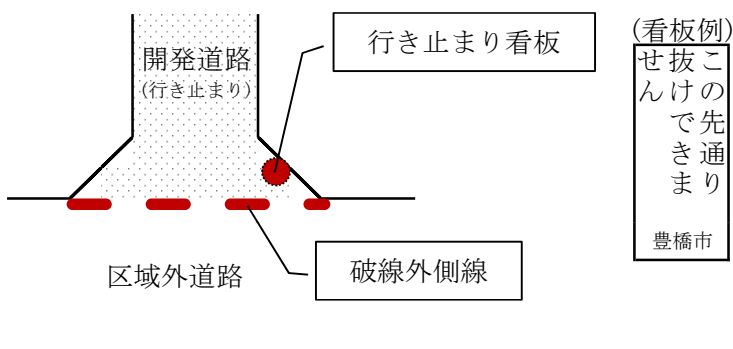 開発道路
(行き止まり)
行き止まり看板
区域外道路
破線外側線
(看板例)
この先通り
抜けできま
せん
豊橋市